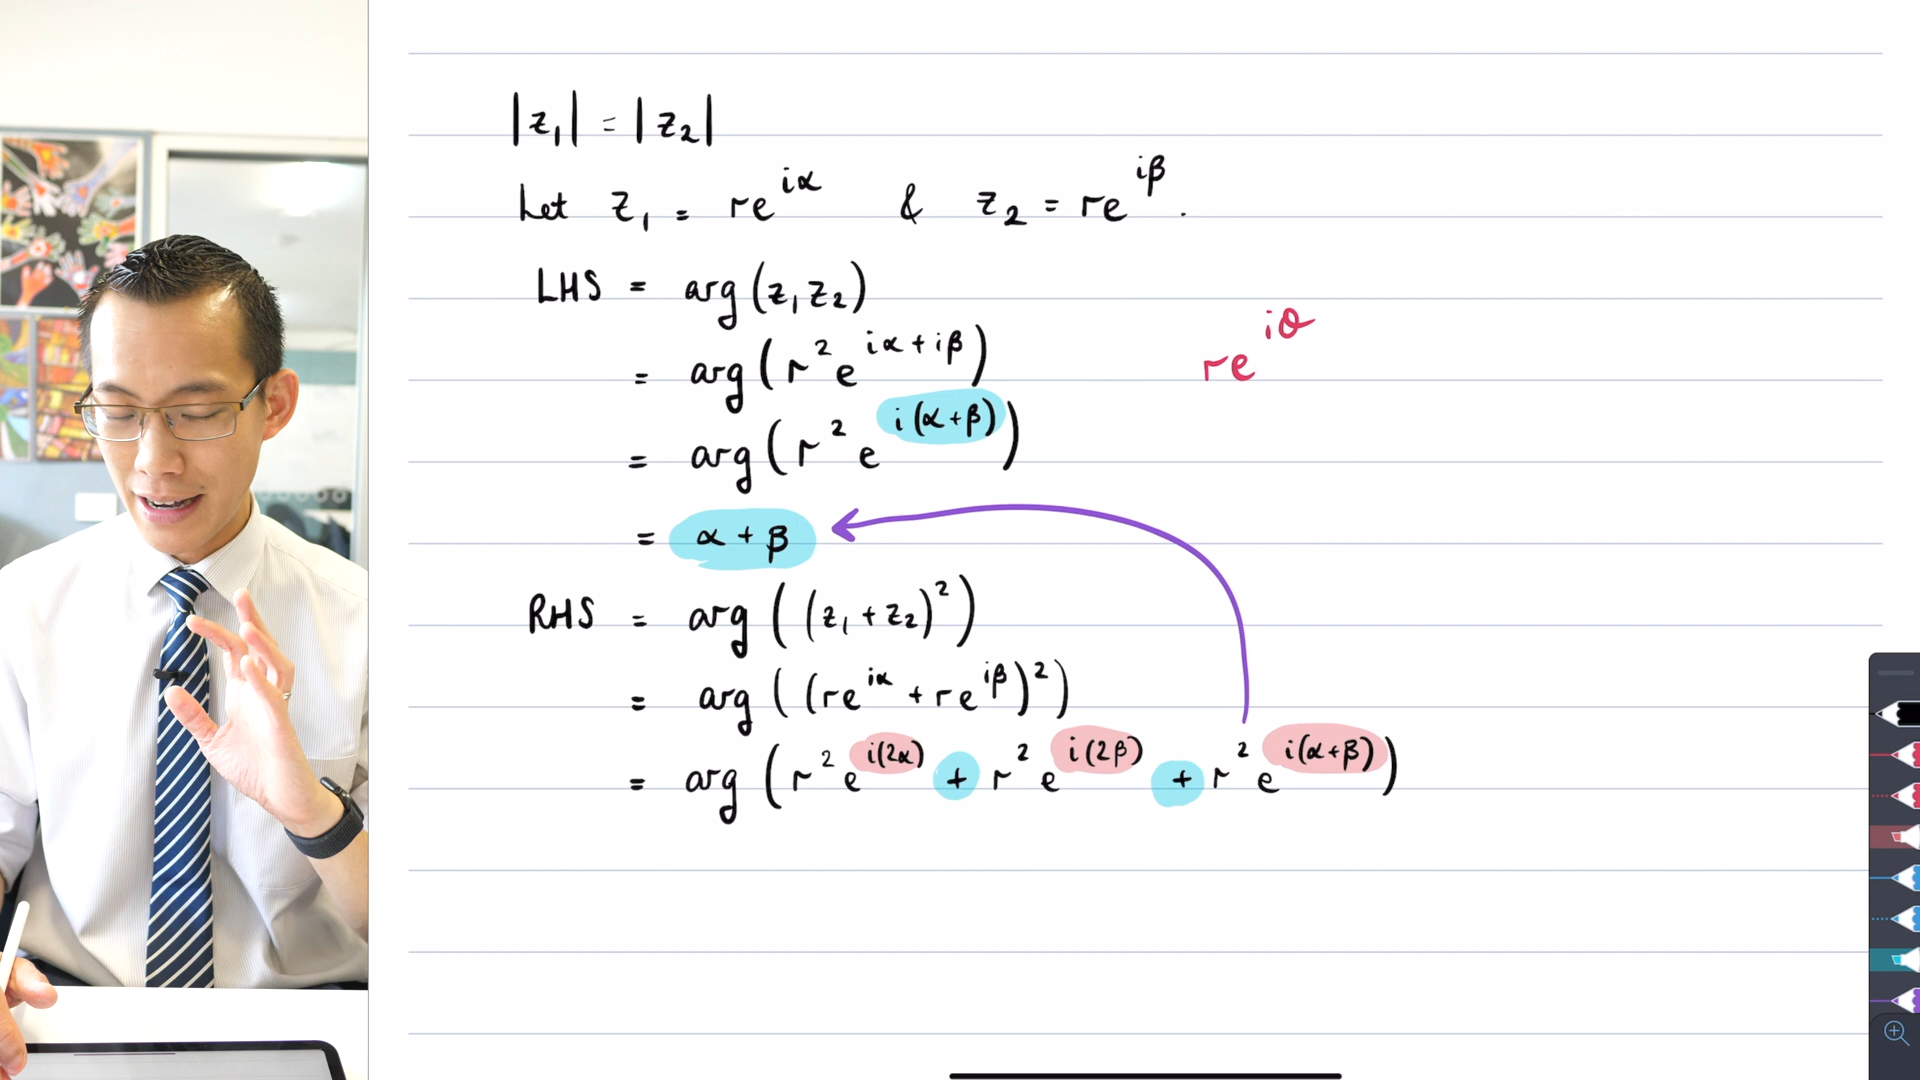 |z₁| = |z₂|
Let z₁ = re^{iα} & z₂ = re^{iβ}.
LHS = arg(z₁z₂)
= arg(r²e^{iα+iβ})
re^{iθ}
= arg(r²e^{i(α+β)})
= α + β
RHS = arg((z₁ + z₂)²)
= arg((re^{iα} + re^{iβ})²)
= arg(r²e^{i(2α)} + r²e^{i(2β)} + r²e^{i(α+β)})